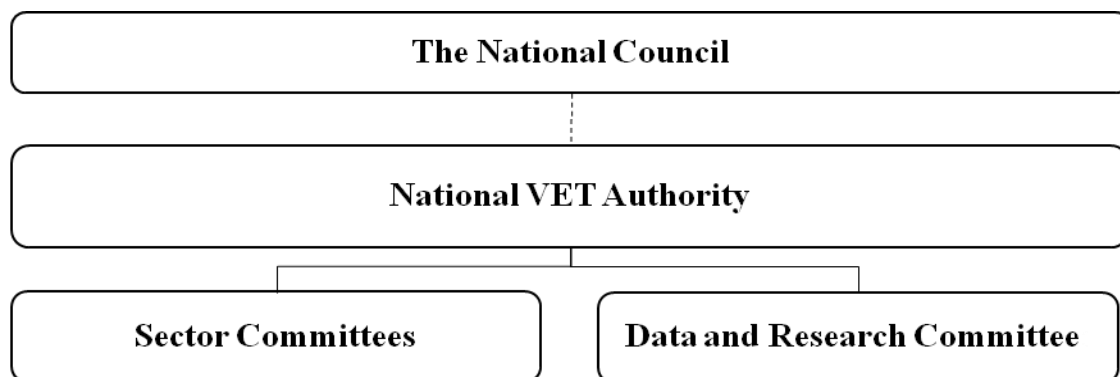 The National Council
National VET Authority
Sector Committees
Data and Research Committee